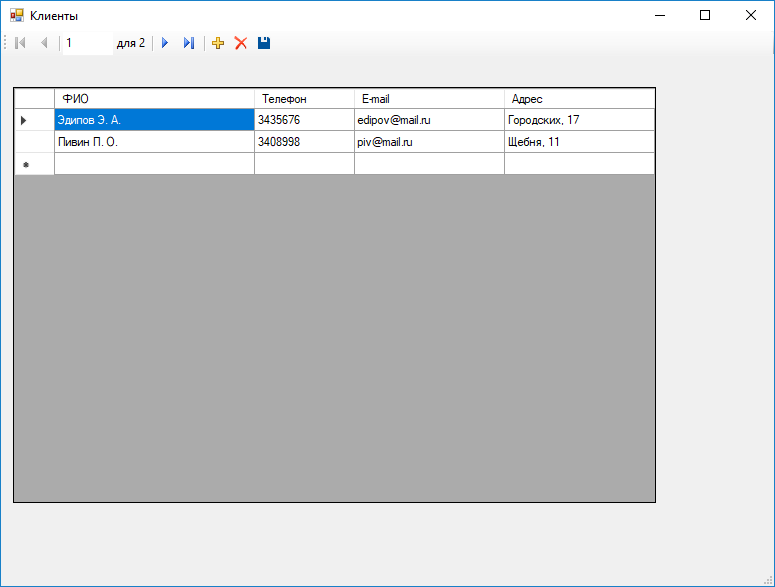 Клиенты
1 для 2
ФИО Телефон E-mail Адрес
Эдипов Э. А. 3435676 edipov@mail.ru Городских, 17
Пивин П. О. 3408998 piv@mail.ru Щебня, 11